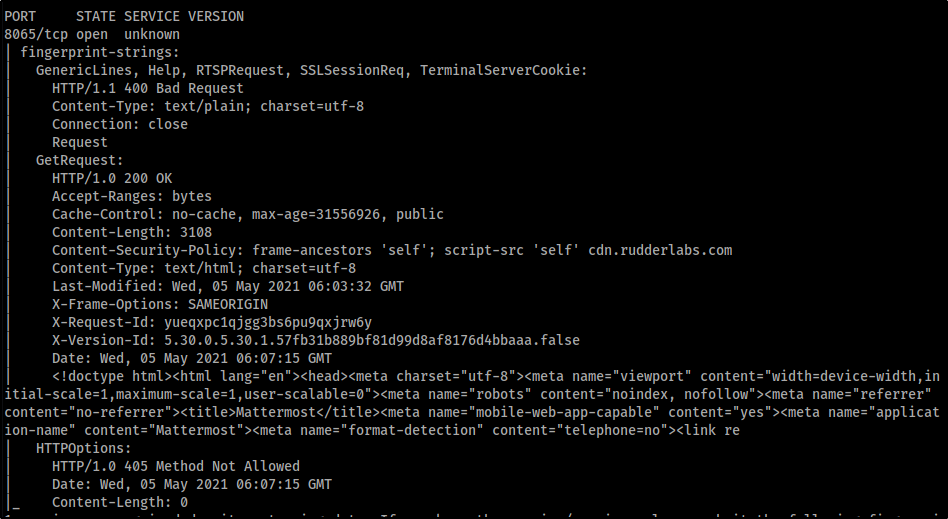 PORT     STATE SERVICE VERSION
8065/tcp open  unknown
| fingerprint-strings:
|   GenericLines, Help, RTSPRequest, SSLSessionReq, TerminalServerCookie:
|     HTTP/1.1 400 Bad Request
|     Content-Type: text/plain; charset=utf-8
|     Connection: close
|     Request
|   GetRequest:
|     HTTP/1.0 200 OK
|     Accept-Ranges: bytes
|     Cache-Control: no-cache, max-age=31556926, public
|     Content-Length: 3108
|     Content-Security-Policy: frame-ancestors 'self'; script-src 'self' cdn.rudderlabs.com
|     Content-Type: text/html; charset=utf-8
|     Last-Modified: Wed, 05 May 2021 06:03:32 GMT
|     X-Frame-Options: SAMEORIGIN
|     X-Request-Id: yueqxpc1qjgg3bs6pu9qxjrw6y
|     X-Version-Id: 5.30.0.5.30.1.57fb31b889bf81d99d8af8176d4bbaaa.false
|     Date: Wed, 05 May 2021 06:07:15 GMT
|     <!doctype html><html lang="en"><head><meta charset="utf-8"><meta name="viewport" content="width=device-width,in
itial-scale=1,maximum-scale=1,user-scalable=0"><meta name="robots" content="noindex, nofollow"><meta name="referrer"
content="no-referrer"><title>Mattermost</title><meta name="mobile-web-app-capable" content="yes"><meta name="applicat
ion-name" content="Mattermost"><meta name="format-detection" content="telephone=no"><link re
|   HTTPOptions:
|     HTTP/1.0 405 Method Not Allowed
|     Date: Wed, 05 May 2021 06:07:15 GMT
|_    Content-Length: 0